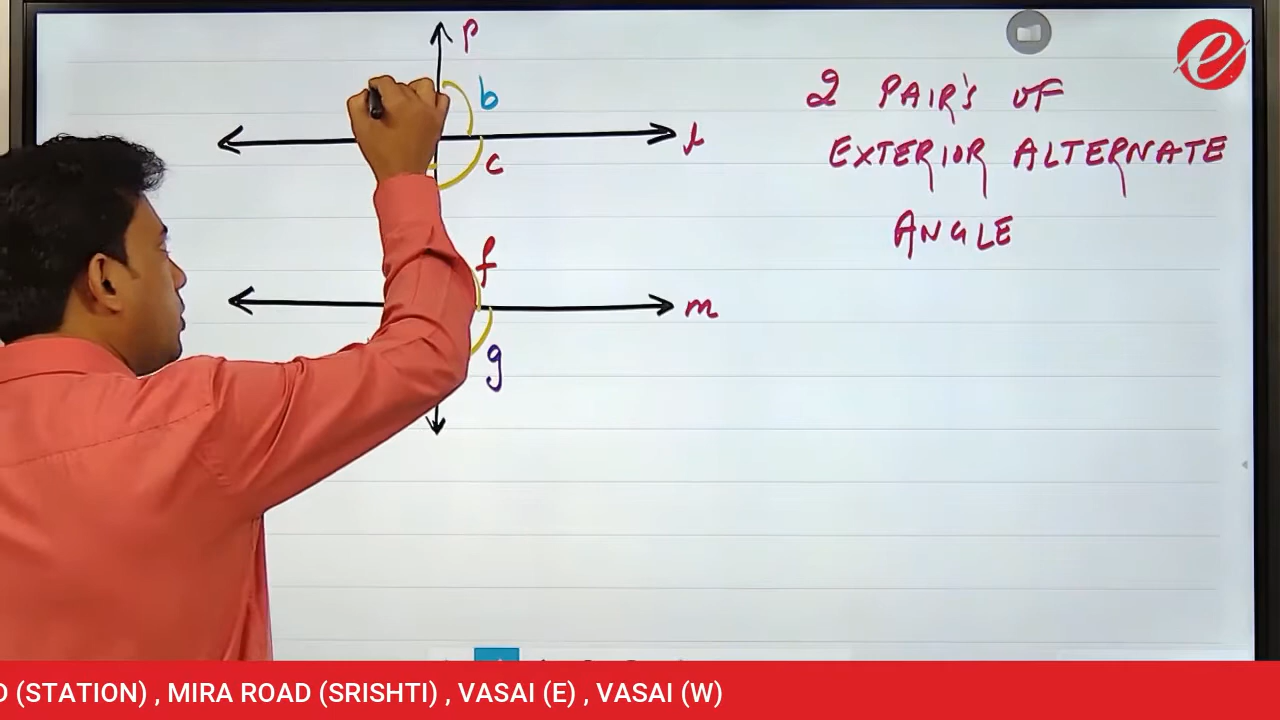 p
b
l
c
f
m
g
2 PAIR'S OF
EXTERIOR ALTERNATE
ANGLE
e
(STATION) , MIRA ROAD (SRISHTI) , VASAI (E) , VASAI (W)